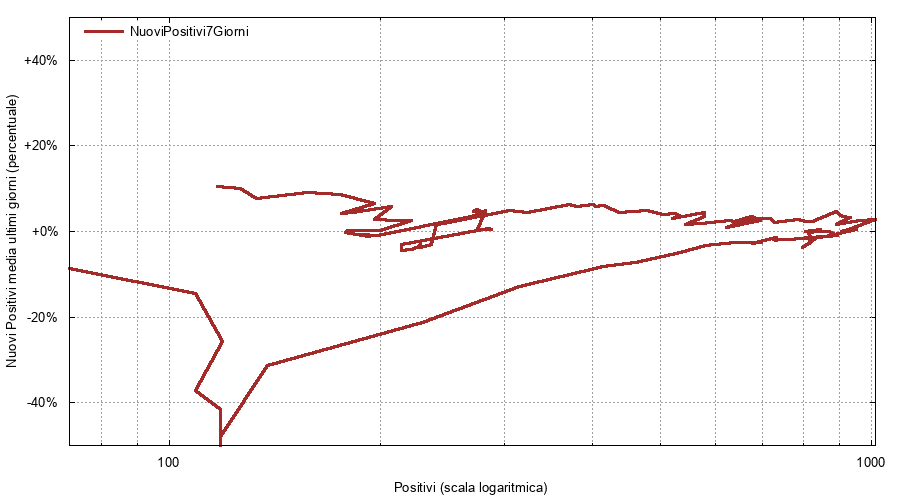 NuoviPositivi7Giorni
+40%
+20%
+0%
-20%
-40%
Nuovi Positivi media ultimi giorni (percentuale)
100
1000
Positivi (scala logaritmica)